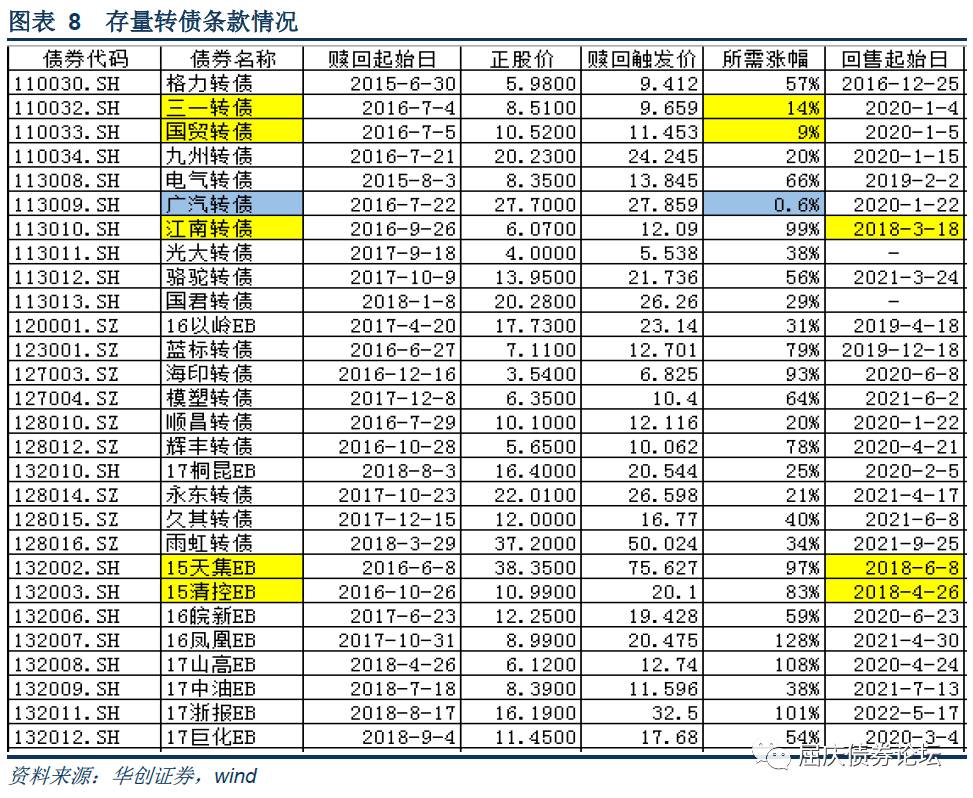 图表 8 存量转债条款情况
债券代码 债券名称 赎回起始日 正股价 赎回触发价 所需涨幅 回售起始日
110030.SH 格力转债 2015-6-30 5.9800 9.412 57% 2016-12-25
110032.SH 三一转债 2016-7-4 8.5100 9.659 14% 2020-1-4
110033.SH 国贸转债 2016-7-5 10.5200 11.453 9% 2020-1-5
110034.SH 九州转债 2016-7-21 20.2300 24.245 20% 2020-1-15
113008.SH 电气转债 2015-8-3 8.3500 13.845 66% 2019-2-2
113009.SH 广汽转债 2016-7-22 27.7000 27.859 0.6% 2020-1-22
113010.SH 江南转债 2016-9-26 6.0700 12.09 99% 2018-3-18
113011.SH 光大转债 2017-9-18 4.0000 5.538 38% -
113012.SH 骆驼转债 2017-10-9 13.9500 21.736 56% 2021-3-24
113013.SH 国君转债 2018-1-8 20.2800 26.26 29% -
120001.SZ 16以岭EB 2017-4-20 17.7300 23.14 31% 2019-4-18
123001.SZ 蓝标转债 2016-6-27 7.1100 12.701 79% 2019-12-18
127003.SZ 海印转债 2016-12-16 3.5400 6.825 93% 2020-6-8
127004.SZ 模塑转债 2017-12-8 6.3500 10.4 64% 2021-6-2
128010.SZ 顺昌转债 2016-7-29 10.1000 12.116 20% 2020-1-22
128012.SZ 辉丰转债 2016-10-28 5.6500 10.062 78% 2020-4-21
132010.SH 17桐昆EB 2018-8-3 16.4000 20.544 25% 2020-2-5
128014.SZ 永东转债 2017-10-23 22.0100 26.598 21% 2021-4-17
128015.SZ 久其转债 2017-12-15 12.0000 16.77 40% 2021-6-8
128016.SZ 雨虹转债 2018-3-29 37.2000 50.024 34% 2021-9-25
132002.SH 15天集EB 2016-6-8 38.3500 75.627 97% 2018-6-8
132003.SH 15清控EB 2016-10-26 10.9900 20.1 83% 2018-4-26
132006.SH 16皖新EB 2017-6-23 12.2500 19.428 59% 2020-6-23
132007.SH 16凤凰EB 2017-10-31 8.9900 20.475 128% 2021-4-30
132008.SH 17山高EB 2018-4-26 6.1200 12.74 108% 2020-4-24
132009.SH 17中油EB 2018-7-18 8.3900 11.596 38% 2021-7-13
132011.SH 17浙报EB 2018-8-17 16.1900 32.5 101% 2022-5-17
132012.SH 17巨化EB 2018-9-4 11.4500 17.68 54% 2020-3-4
屈庆债券论坛
资料来源：华创证券，wind